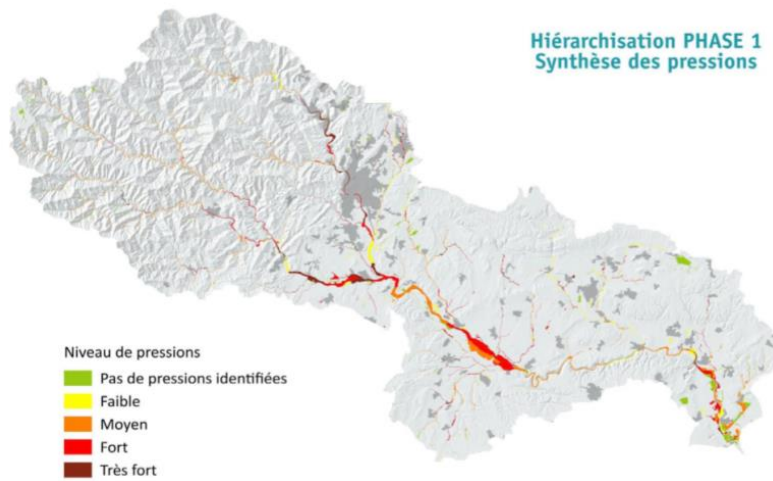 Hiérarchisation PHASE 1
Synthèse des pressions
Niveau de pressions
Pas de pressions identifiées
Faible
Moyen
Fort
Très fort